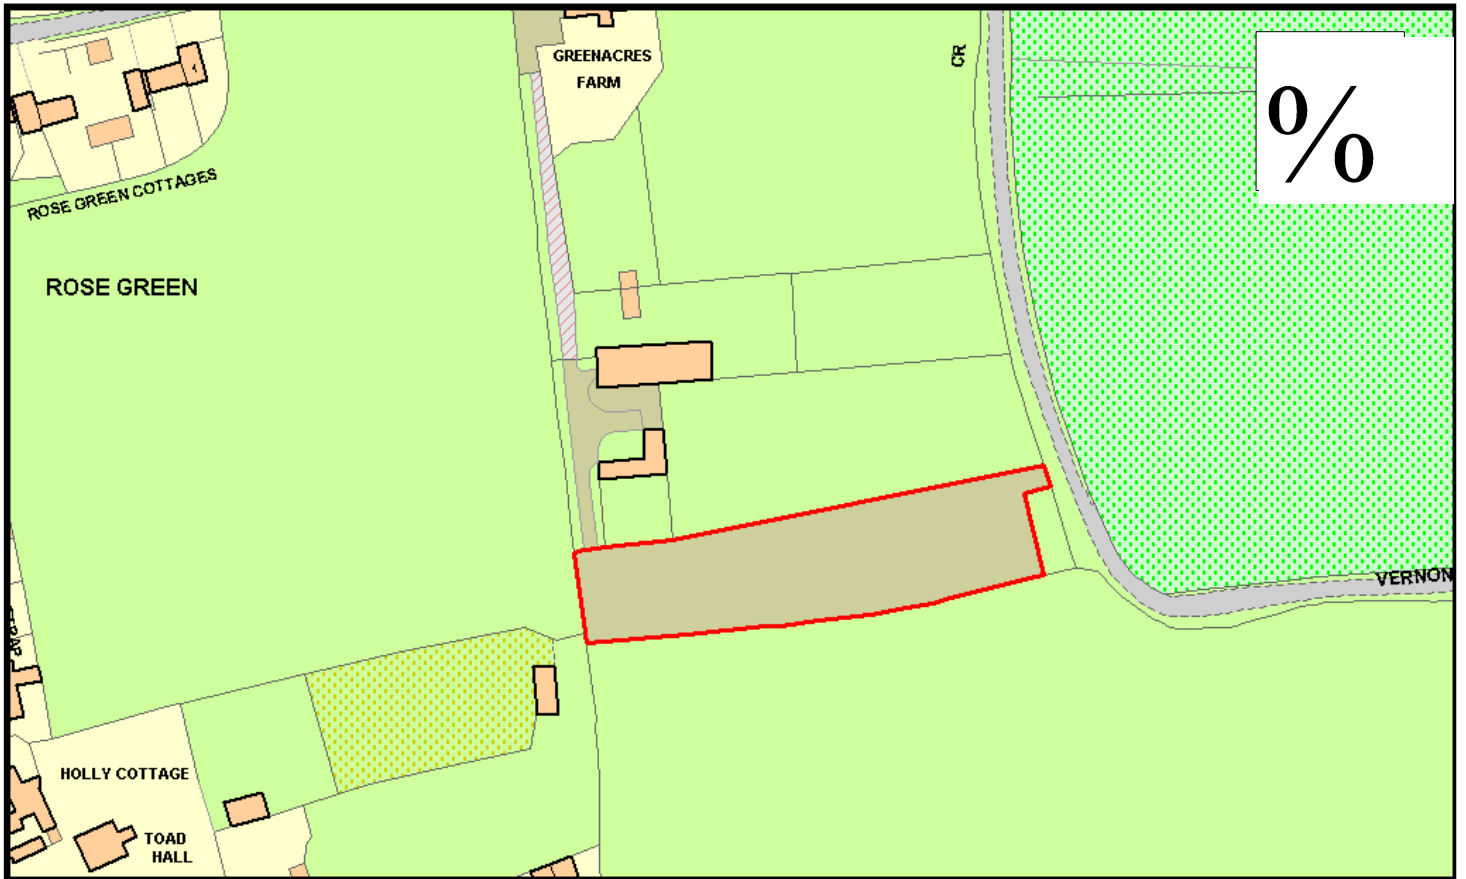 GREENACRES
FARM
CR
%
ROSE GREEN COTTAGES
ROSE GREEN
VERNON
HOLLY COTTAGE
TOAD
HALL